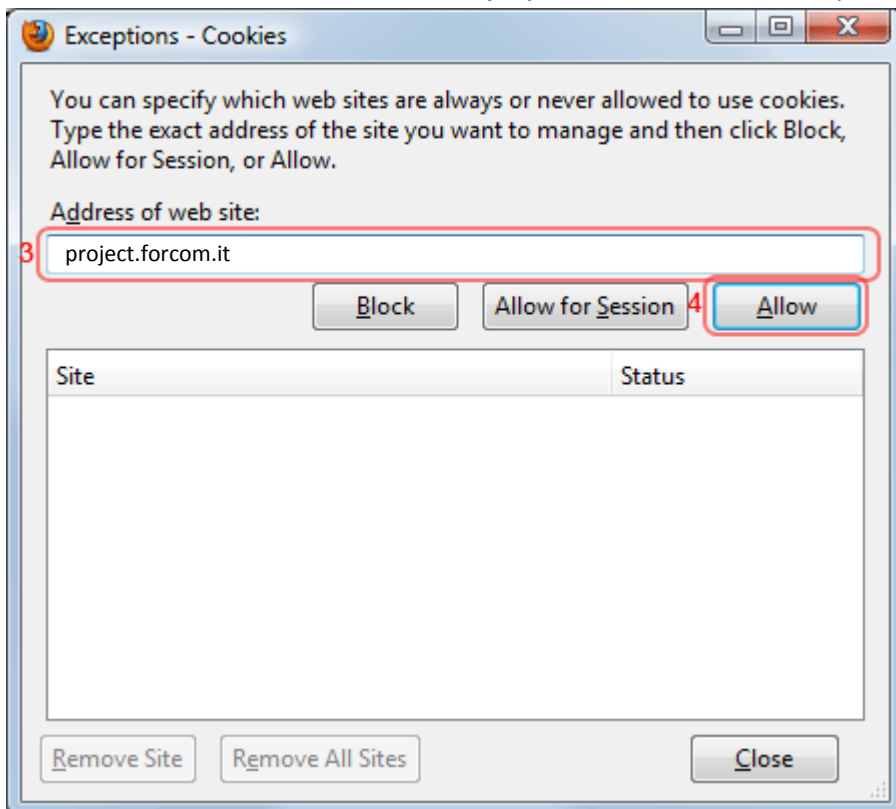 Exceptions - Cookies
You can specify which web sites are always or never allowed to use cookies.
Type the exact address of the site you want to manage and then click Block,
Allow for Session, or Allow.
Address of web site:
3 project.forcom.it
Block Allow for Session 4 Allow
Site Status
Remove Site Remove All Sites Close